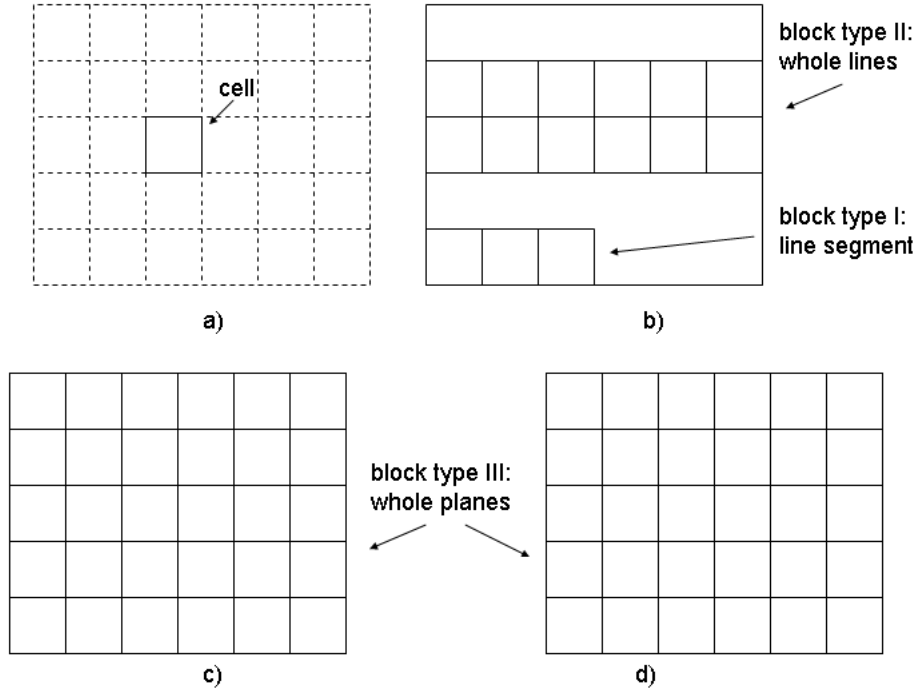 cell
block type II:
whole lines
block type I:
line segment
a)
b)
block type III:
whole planes
c)
d)